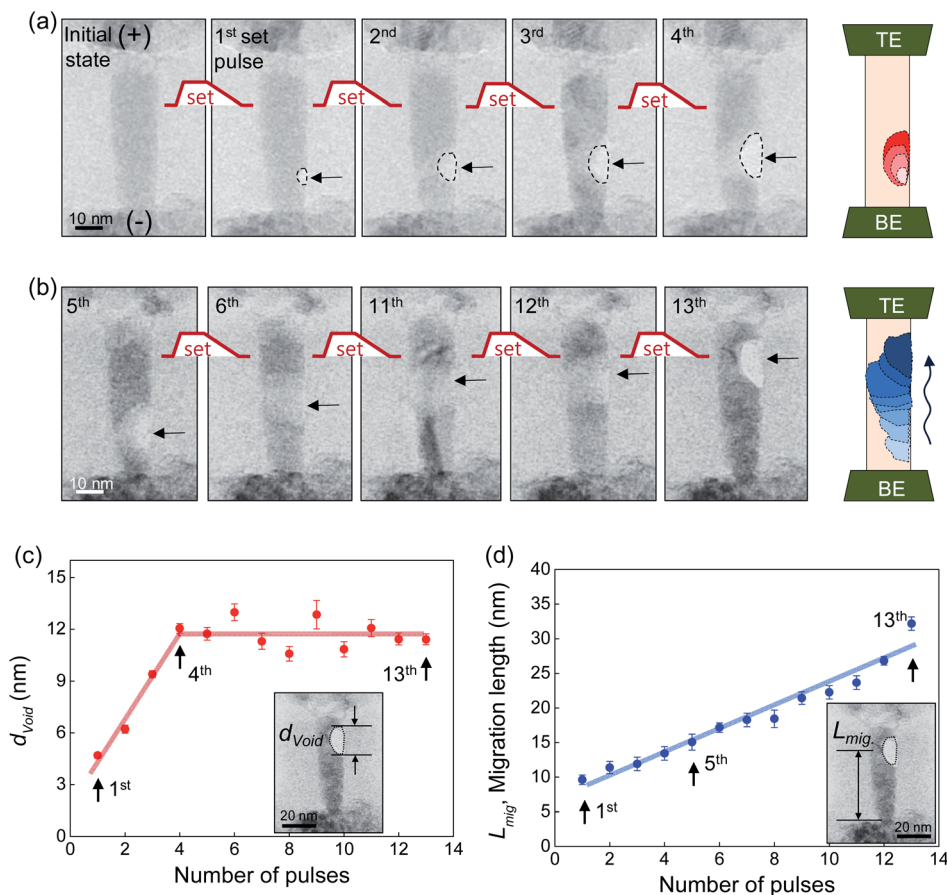 (a)
Initial (+)
state
1st set
pulse
2nd
3rd
4th
set
set
set
set
10 nm
(-)
TE
BE
(b)
5th
6th
11th
12th
13th
set
set
set
set
10 nm
TE
BE
(c)
15
12
9
6
3
0
dVoid (nm)
1st
4th
13th
dVoid
20 nm
0 2 4 6 8 10 12 14
Number of pulses
(d)
40
35
30
25
20
15
10
5
0
Lmig, Migration length (nm)
1st
5th
13th
Lmig.
20 nm
0 2 4 6 8 10 12 14
Number of pulses